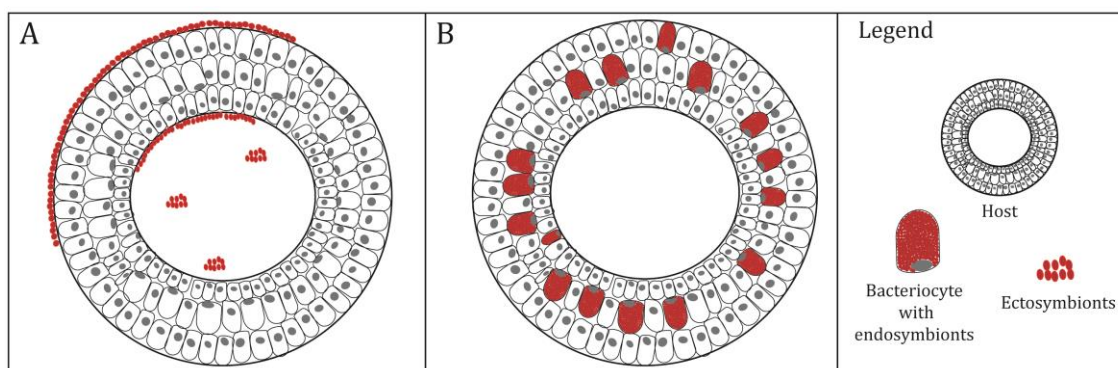 A
B
Legend
Host
Bacteriocyte
with
endosymbionts
Ectosymbionts